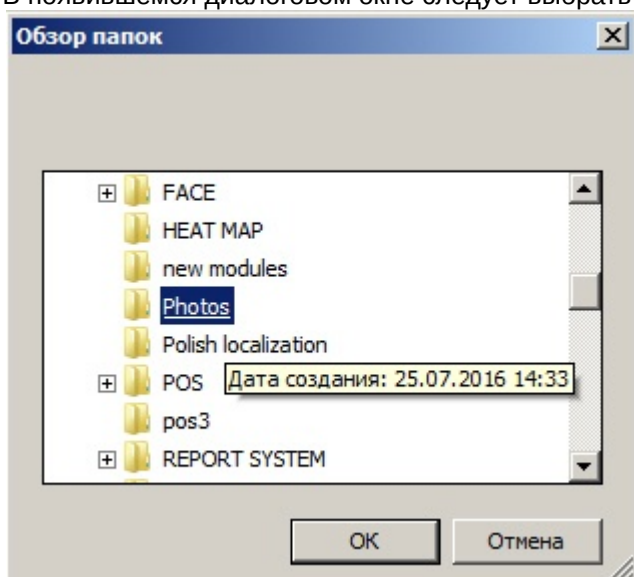 В появившемся диалоговом окне следует выбрать
Обзор папок
FACE
HEAT MAP
new modules
Photos
Polish localization
POS
Дата создания: 25.07.2016 14:33
pos3
REPORT SYSTEM
ОК
Отмена